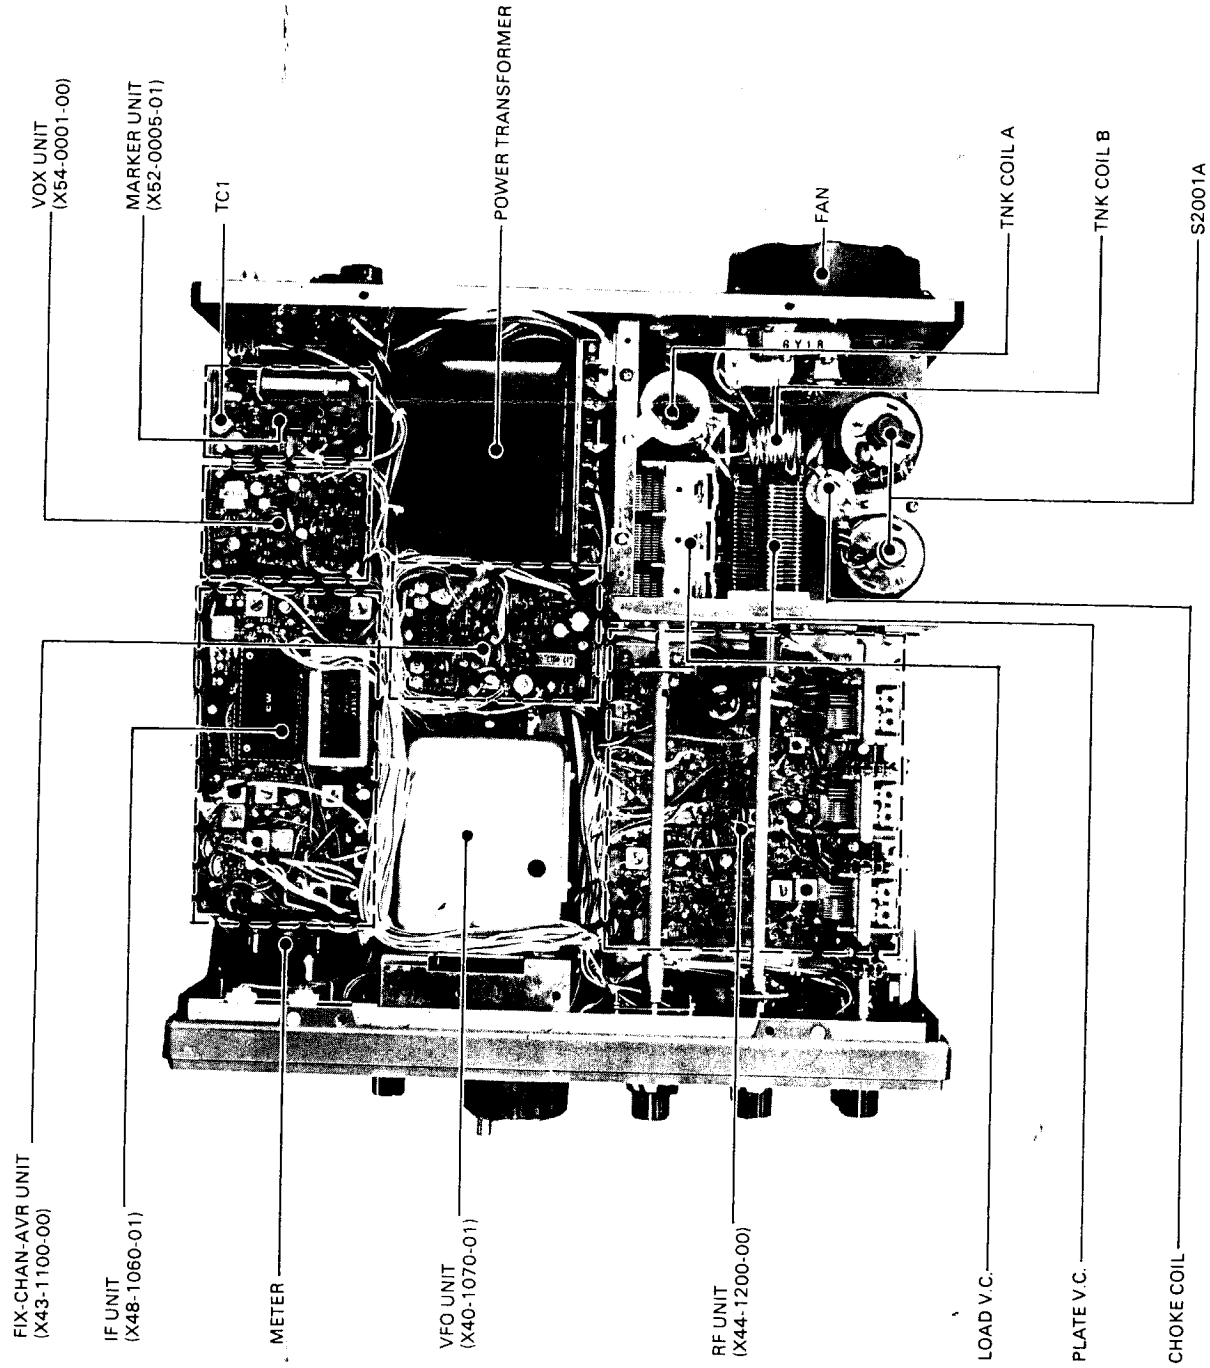 VOX UNIT
(X54-0001-00)
MARKER UNIT
(X52-0005-01)
TC1
POWER TRANSFORMER
FAN
TNK COIL A
TNK COIL B
S2001A
FIX-CHAN-AVR UNIT
(X43-1100-00)
IF UNIT
(X48-1060-01)
METER
VFO UNIT
(X40-1070-01)
RF UNIT
(X44-1200-00)
LOAD V.C.
PLATE V.C.
CHOKE COIL